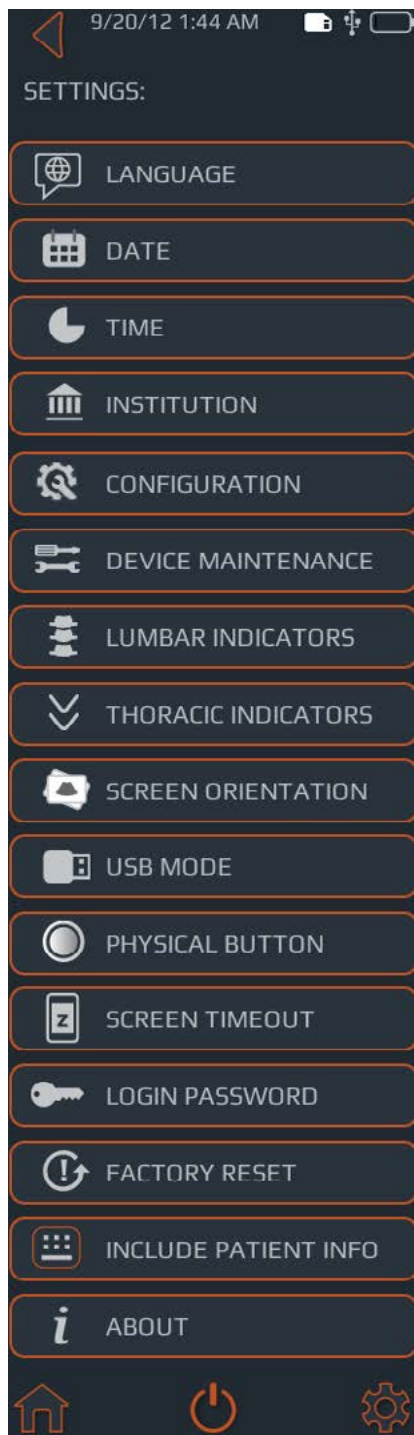 9/20/12 1:44 AM
SETTINGS:
LANGUAGE
DATE
TIME
INSTITUTION
CONFIGURATION
DEVICE MAINTENANCE
LUMBAR INDICATORS
THORACIC INDICATORS
SCREEN ORIENTATION
USB MODE
PHYSICAL BUTTON
z SCREEN TIMEOUT
LOGIN PASSWORD
FACTORY RESET
INCLUDE PATIENT INFO
i ABOUT